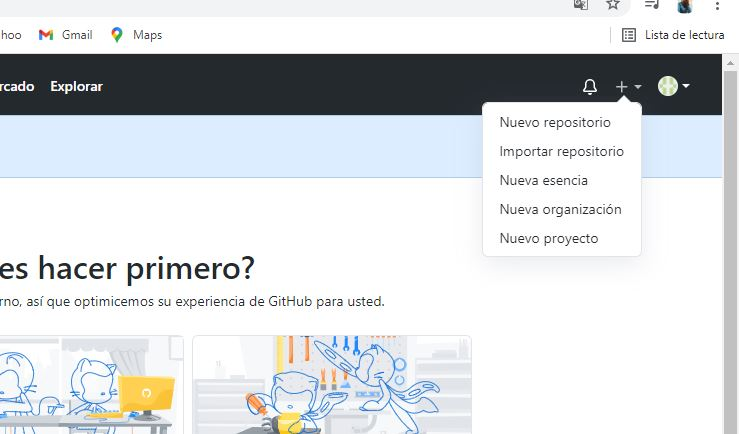 hoo
Gmail
Maps
Lista de lectura
rcado
Explorar
Nuevo repositorio
Importar repositorio
Nueva esencia
Nueva organización
Nuevo proyecto
es hacer primero?
rno, así que optimicemos su experiencia de GitHub para usted.